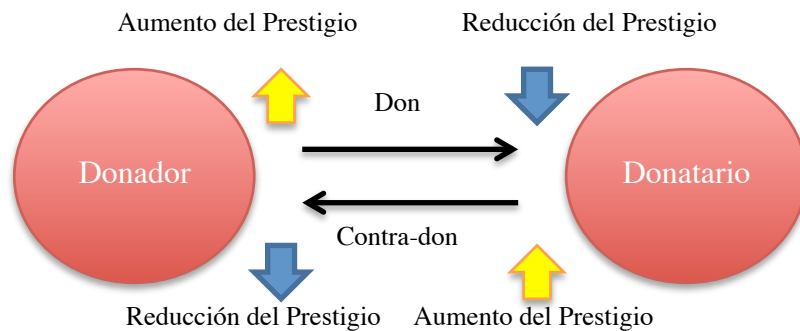 Aumento del Prestigio
Reducción del Prestigio
Don
Donador
Donatario
Contra-don
Reducción del Prestigio
Aumento del Prestigio